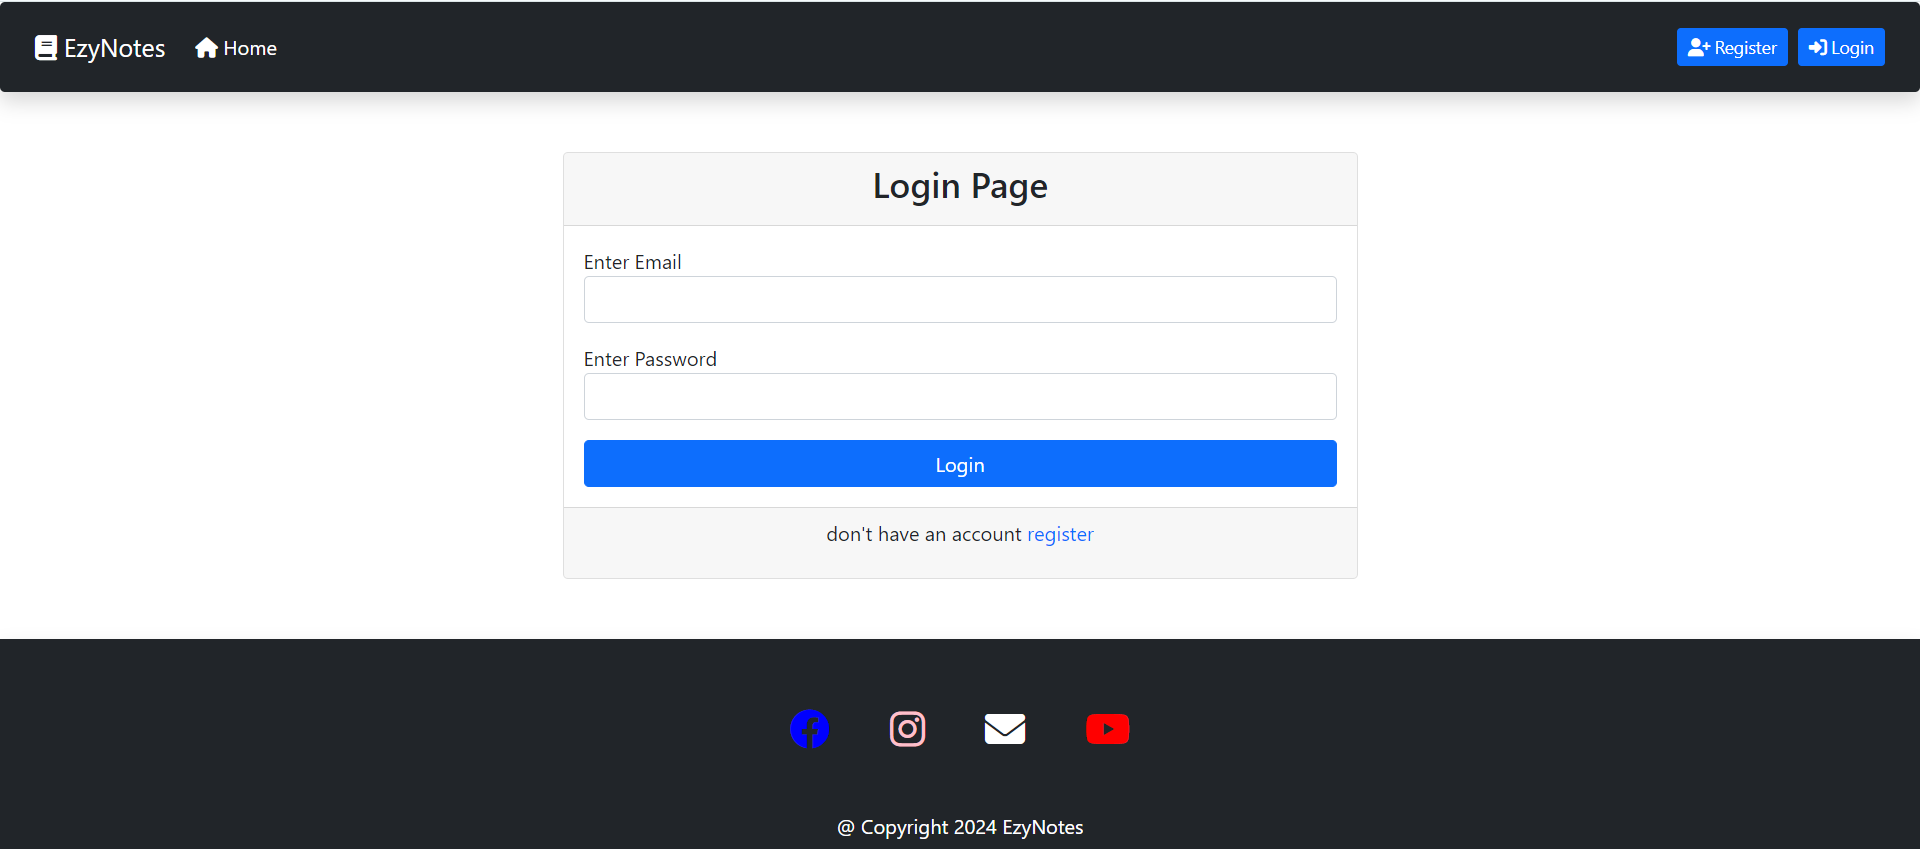 EzyNotes Home Register Login
Login Page
Enter Email
Enter Password
Login
don't have an account register
@ Copyright 2024 EzyNotes